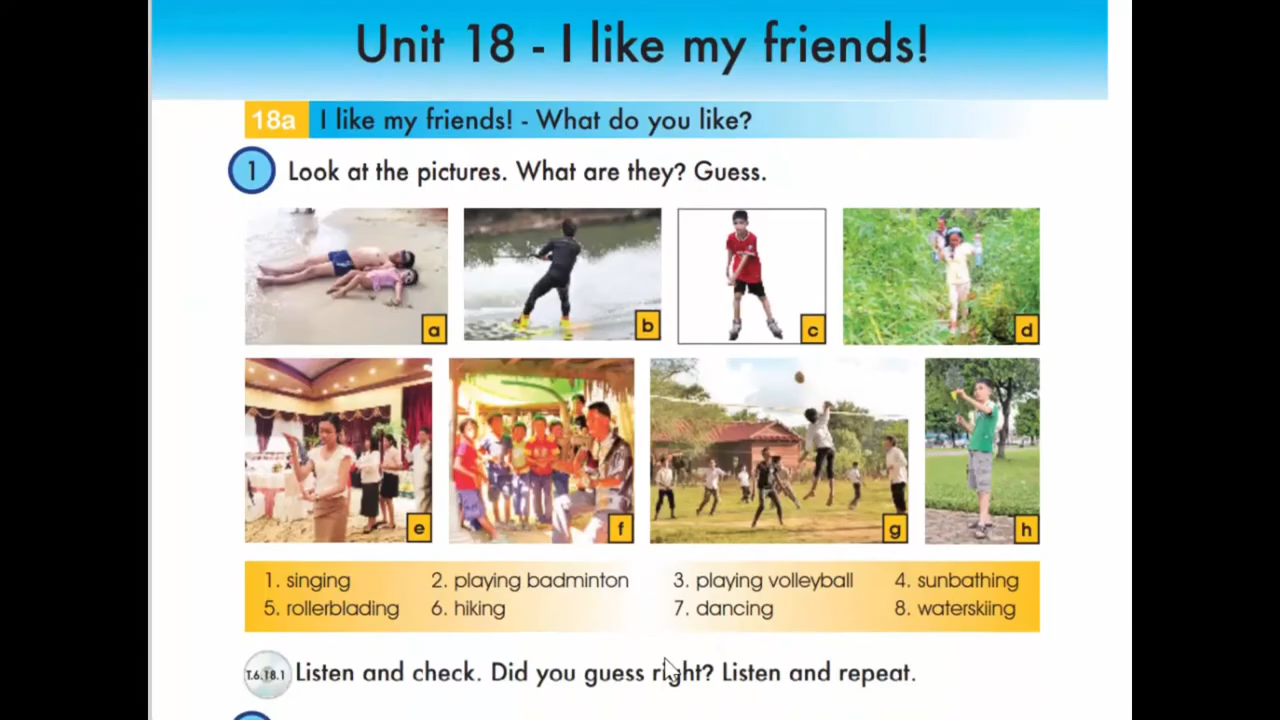 Unit 18 - I like my friends!
18a I like my friends! - What do you like?
1 Look at the pictures. What are they? Guess.
a b c d
e f g h
1. singing 2. playing badminton 3. playing volleyball 4. sunbathing
5. rollerblading 6. hiking 7. dancing 8. waterskiing
T.6.18.1 Listen and check. Did you guess right? Listen and repeat.